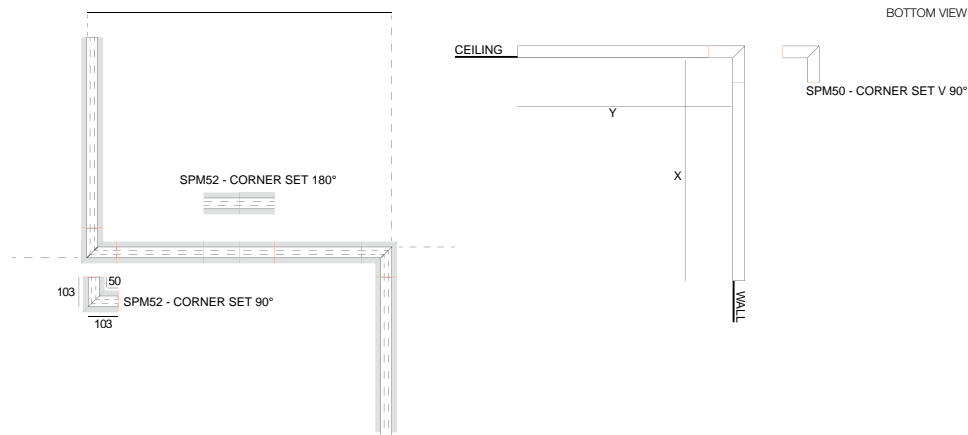 BOTTOM VIEW
CEILING
SPM50 - CORNER SET V 90°
Y
X
SPM52 - CORNER SET 180°
WALL
50
103
SPM52 - CORNER SET 90°
103